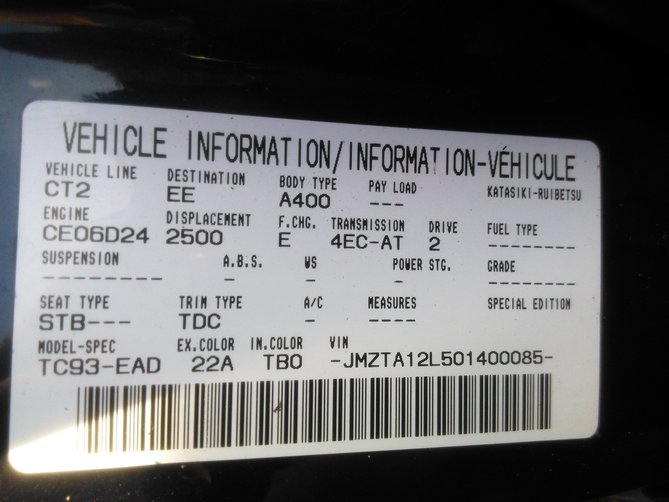 VEHICLE INFORMATION/INFORMATION-VÉHICULE
VEHICLE LINE DESTINATION BODY TYPE PAY LOAD KATASIKI-RUIBETSU
CT2 EE A400 ---
ENGINE DISPLACEMENT F.CHG. TRANSMISSION DRIVE FUEL TYPE
CE06D24 2500 E 4EC-AT 2 --------
SUSPENSION A.B.S. WS POWER STG. GRADE
-------- - - - --------
SEAT TYPE TRIM TYPE A/C MEASURES SPECIAL EDITION
STB--- TDC - -
MODEL-SPEC EX.COLOR IN.COLOR VIN
TC93-EAD 22A TB0 -JMZTA12L501400085-